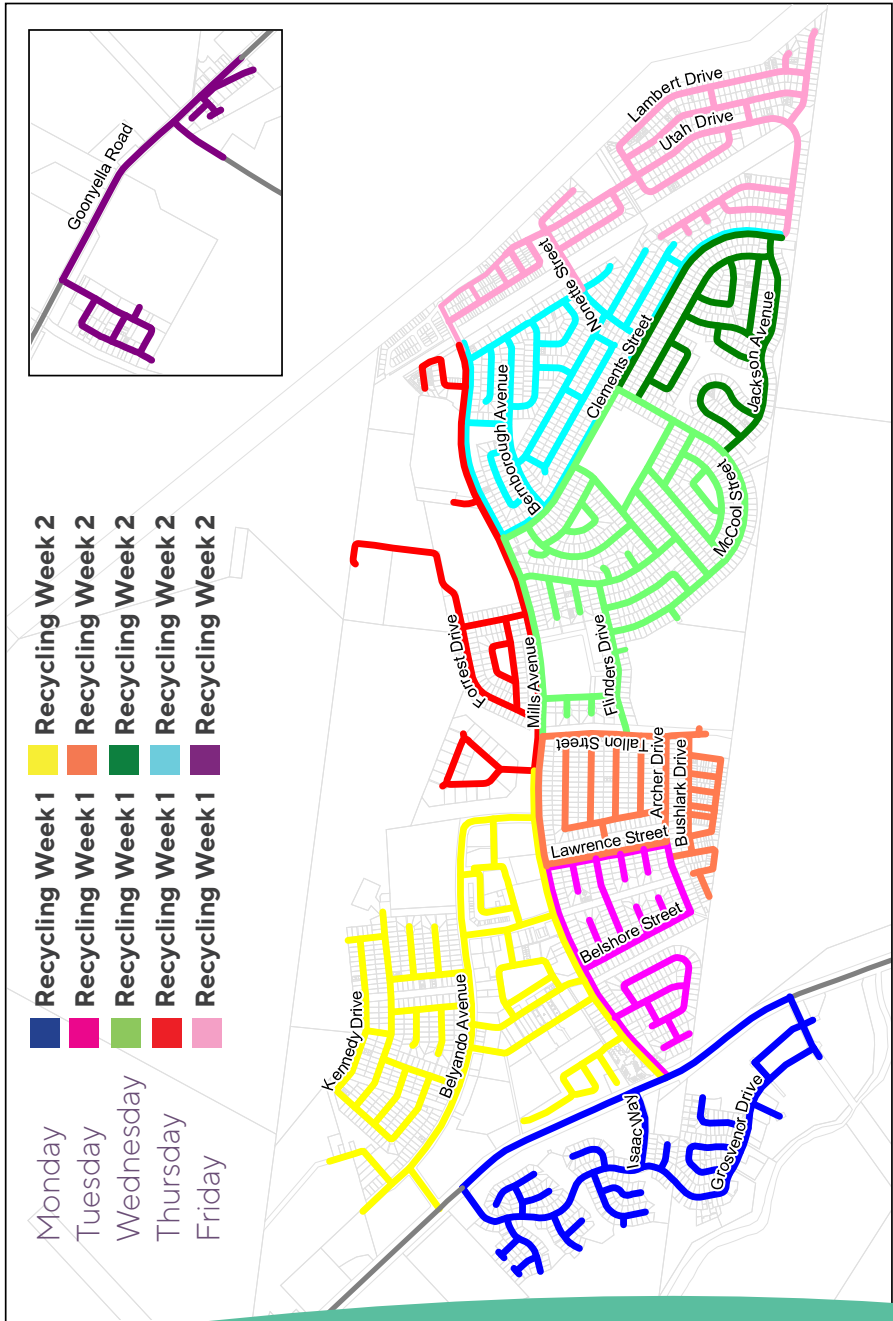 Monday
Recycling Week 1
Recycling Week 2
Tuesday
Recycling Week 1
Recycling Week 2
Wednesday
Recycling Week 1
Recycling Week 2
Thursday
Recycling Week 1
Recycling Week 2
Friday
Recycling Week 1
Recycling Week 2
Goonyella Road
Lambert Drive
Utah Drive
Nonette Street
Clements Street
Jackson Avenue
Bernborough Avenue
McCool Street
Forrest Drive
Mills Avenue
Flinders Drive
Tallon Street
Archer Drive
Bushlark Drive
Lawrence Street
Belshore Street
Kennedy Drive
Belyando Avenue
Isaac Way
Grosvenor Drive